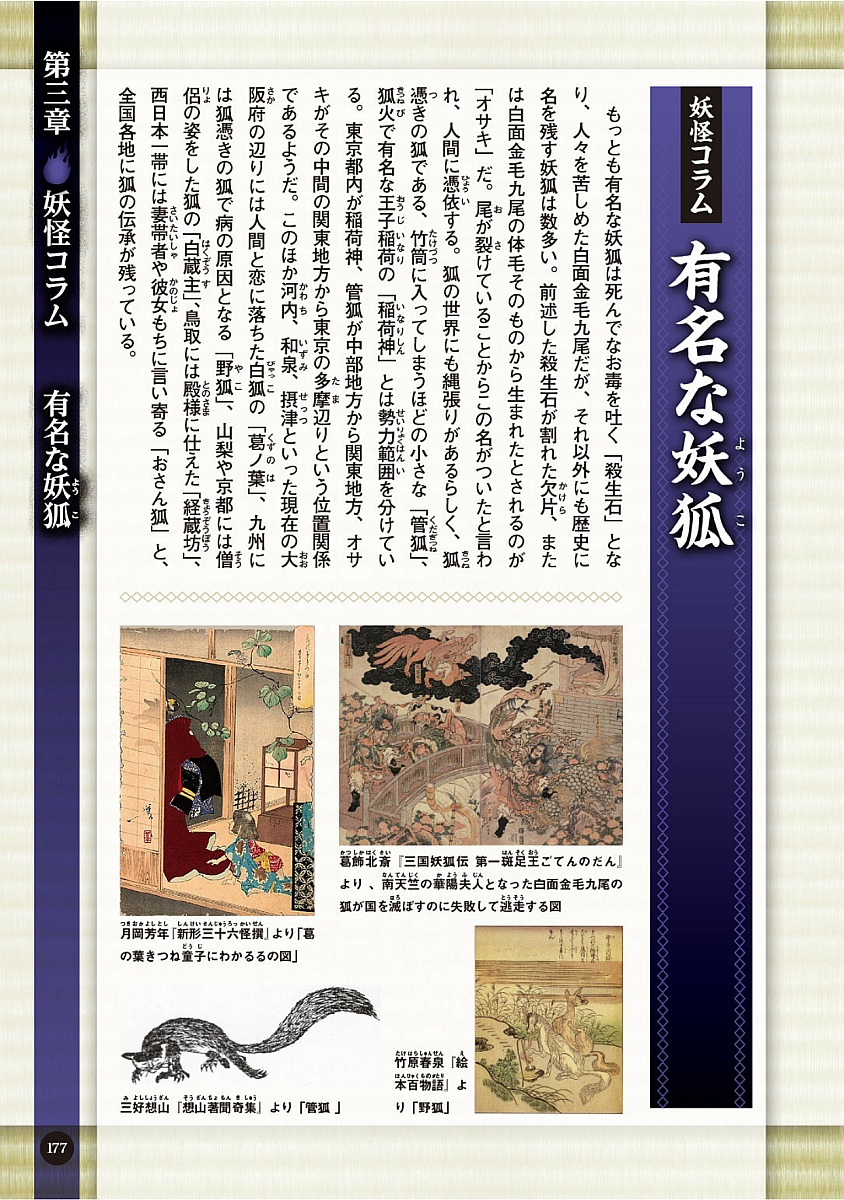 妖怪コラム
有名な妖狐
ようこ
もっとも有名な妖狐は死んでなお毒を吐く「殺生石」とな
り、人々を苦しめた白面金毛九尾だが、それ以外にも歴史に
名を残す妖狐は数多い。前述した殺生石が割れた欠片、また
は白面金毛九尾の体毛そのものから生まれたとされるのが
「オサキ」だ。尾が裂けていることからこの名がついたと言わ
れ、人間に憑依する。狐の世界にも縄張りがあるらしく、狐
憑きの狐である、竹筒に入ってしまうほどの小さな「管狐」、
狐火で有名な王子稲荷の「稲荷神」とは勢力範囲を分けてい
る。東京都内が稲荷神、管狐が中部地方から関東地方、オサ
キがその中間の関東地方から東京の多摩辺りという位置関係
であるようだ。このほか河内、和泉、摂津といった現在の大
阪府の辺りには人間と恋に落ちた白狐の「葛ノ葉」、九州に
は狐憑きの狐で病の原因となる「野狐」、山梨や京都には僧
侶の姿をした狐の「白蔵主」、鳥取には殿様に仕えた「経蔵坊」、
西日本一帯には妻帯者や彼女もちに言い寄る「おさん狐」と、
全国各地に狐の伝承が残っている。
葛飾北斎『三国妖狐伝 第一斑足王ごてんのだん』
より、南天竺の華陽夫人となった白面金毛九尾の
狐が国を滅ぼすのに失敗して逃走する図
月岡芳年『新形三十六怪撰』より「葛
の葉きつね童子にわかるるの図」
竹原春泉『絵
本百物語』よ
り「野狐」
三好想山『想山著聞奇集』より「管狐」
第三章 妖怪コラム 有名な妖狐
ようこ
177